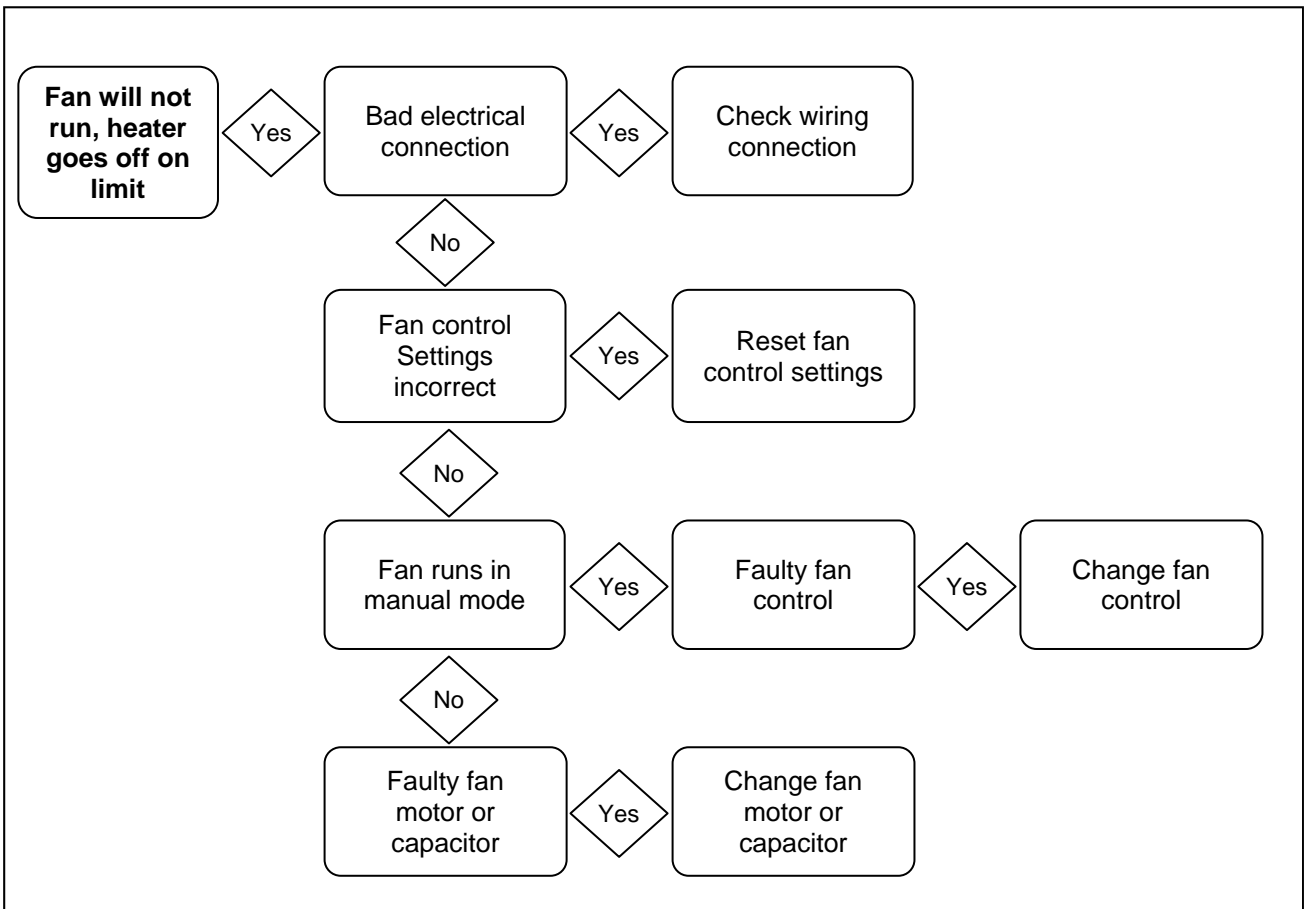 Fan will not
run, heater
goes off on
limit
Yes
Bad electrical
connection
Yes
Check wiring
connection
No
Fan control
Settings
incorrect
Yes
Reset fan
control settings
No
Fan runs in
manual mode
Yes
Faulty fan
control
Yes
Change fan
control
No
Faulty fan
motor or
capacitor
Yes
Change fan
motor or
capacitor